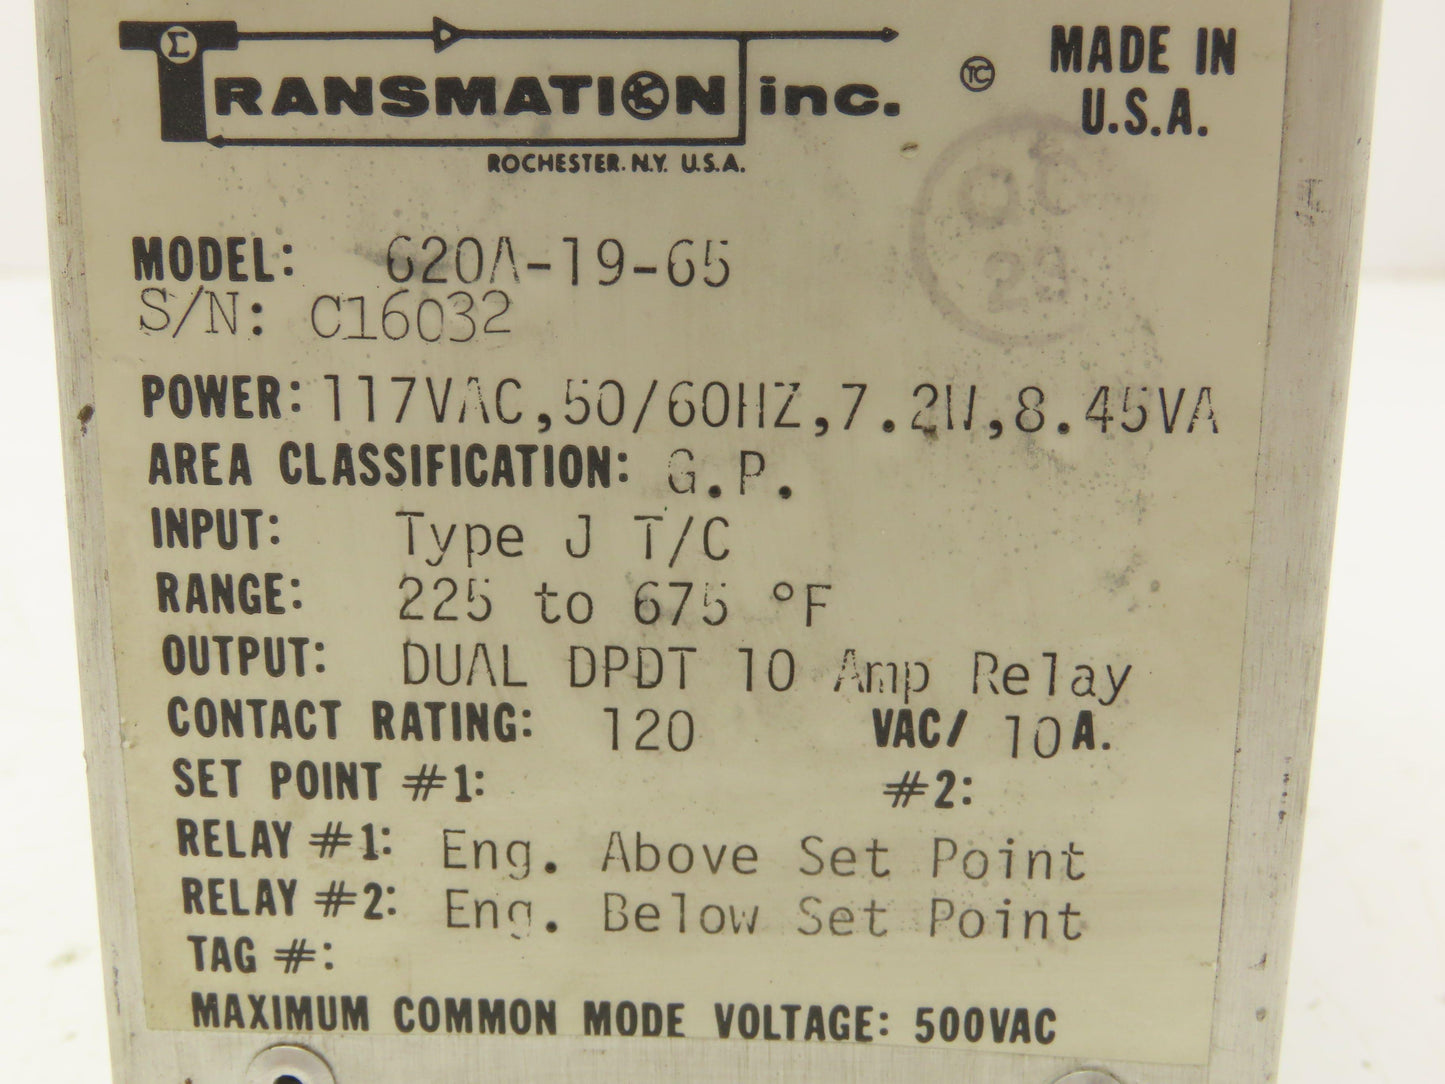 TRANSMATION inc.
TC
MADE IN
U.S.A.
ROCHESTER. N.Y. U.S.A.
QC
29
MODEL: 620A-19-65
S/N: C16032
POWER: 117VAC,50/60HZ,7.2W,8.45VA
AREA CLASSIFICATION: G.P.
INPUT: Type J T/C
RANGE: 225 to 675 °F
OUTPUT: DUAL DPDT 10 Amp Relay
CONTACT RATING: 120 VAC/ 10 A.
SET POINT #1: #2:
RELAY #1: Eng. Above Set Point
RELAY #2: Eng. Below Set Point
TAG #:
MAXIMUM COMMON MODE VOLTAGE: 500VAC